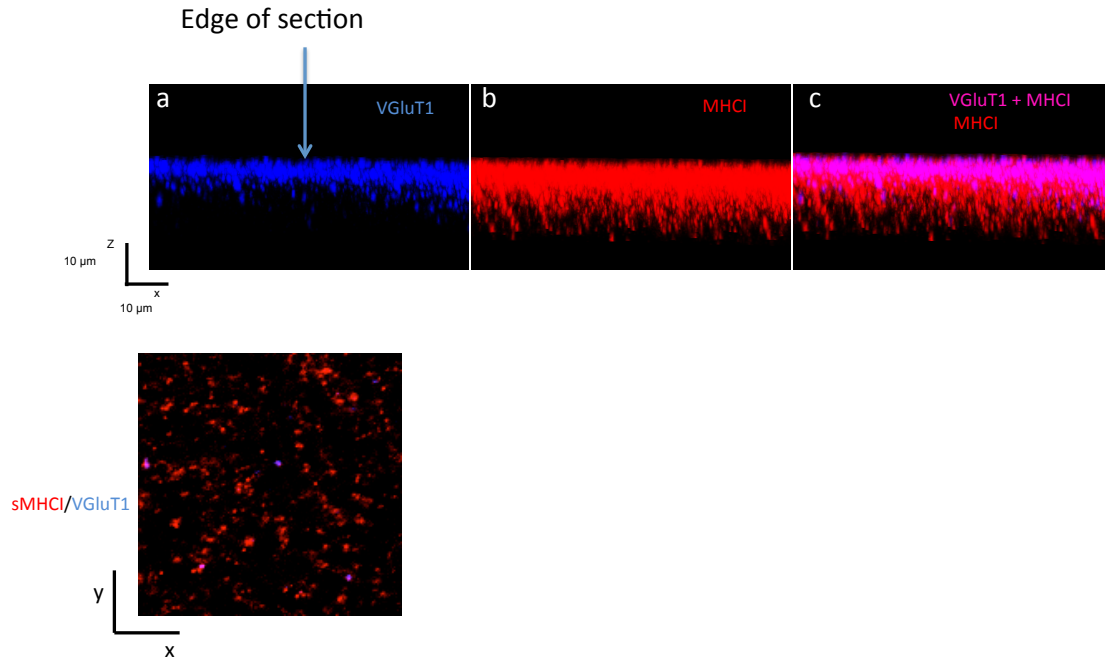 Edge of section
a
VGluT1
b
MHCI
c
VGluT1 + MHCI
MHCI
Z
10 µm
x
10 µm
sMHCI/VGluT1
y
x